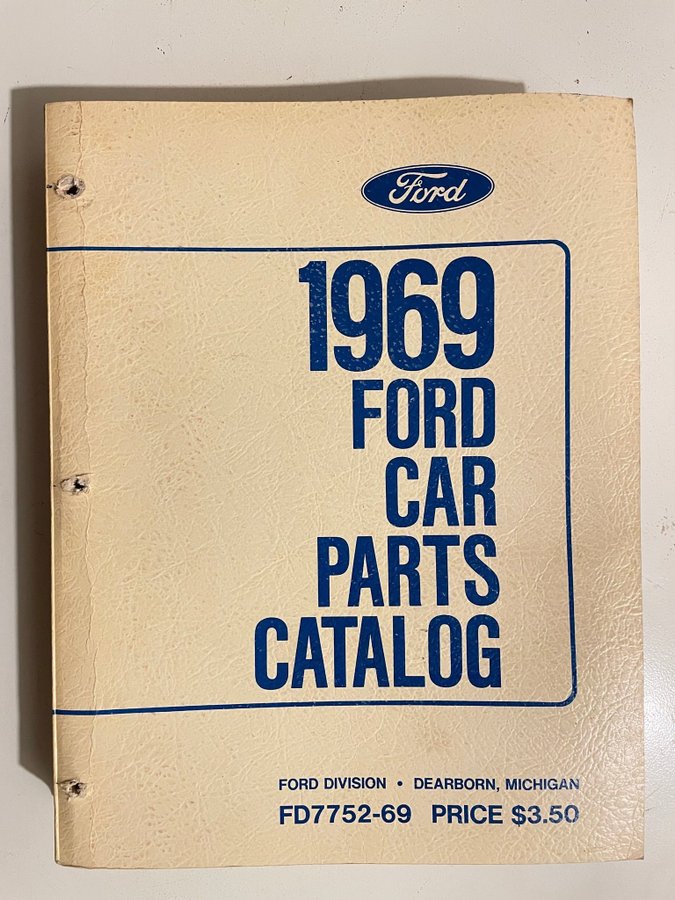 Ford
1969
FORD
CAR
PARTS
CATALOG
FORD DIVISION • DEARBORN, MICHIGAN
FD7752-69 PRICE $3.50